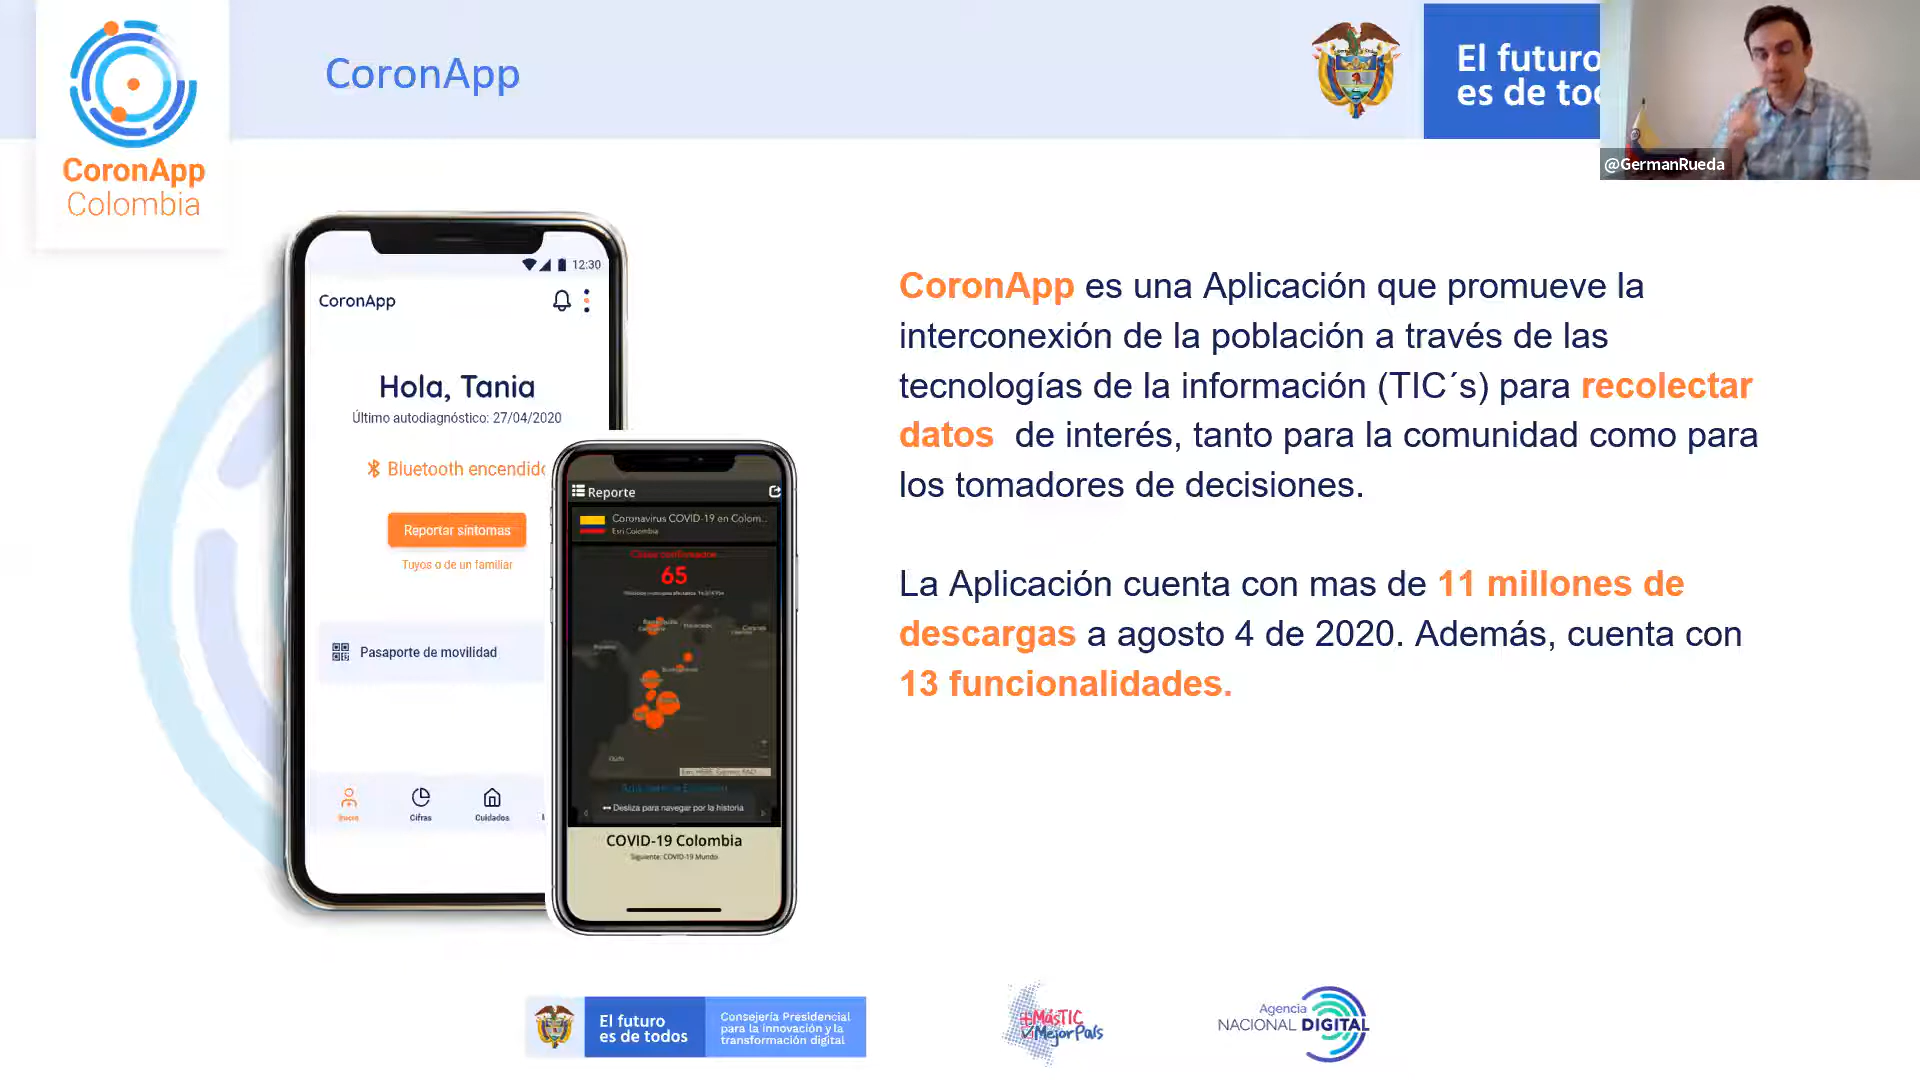 CoronApp
Colombia
CoronApp
El futuro
es de to
@GermanRueda
12:30
CoronApp
Hola, Tania
Último autodiagnóstico: 27/04/2020
Bluetooth encendido
Reportar síntomas
Tuyos o de un familiar
Pasaporte de movilidad
Inicio
Cifras
Cuidados
Reporte
Coronavirus COVID-19 en Colom...
Esri Colombia
Casos confirmados
65
Desliza para navegar por la historia
COVID-19 Colombia
Siguiente: COVID-19 Mundo
CoronApp es una Aplicación que promueve la
interconexión de la población a través de las
tecnologías de la información (TIC´s) para recolectar
datos de interés, tanto para la comunidad como para
los tomadores de decisiones.
La Aplicación cuenta con mas de 11 millones de
descargas a agosto 4 de 2020. Además, cuenta con
13 funcionalidades.
El futuro
es de todos
Consejería Presidencial
para la innovación y la
transformación digital
+MásTIC
MejorPaís
Agencia
NACIONAL DIGITAL